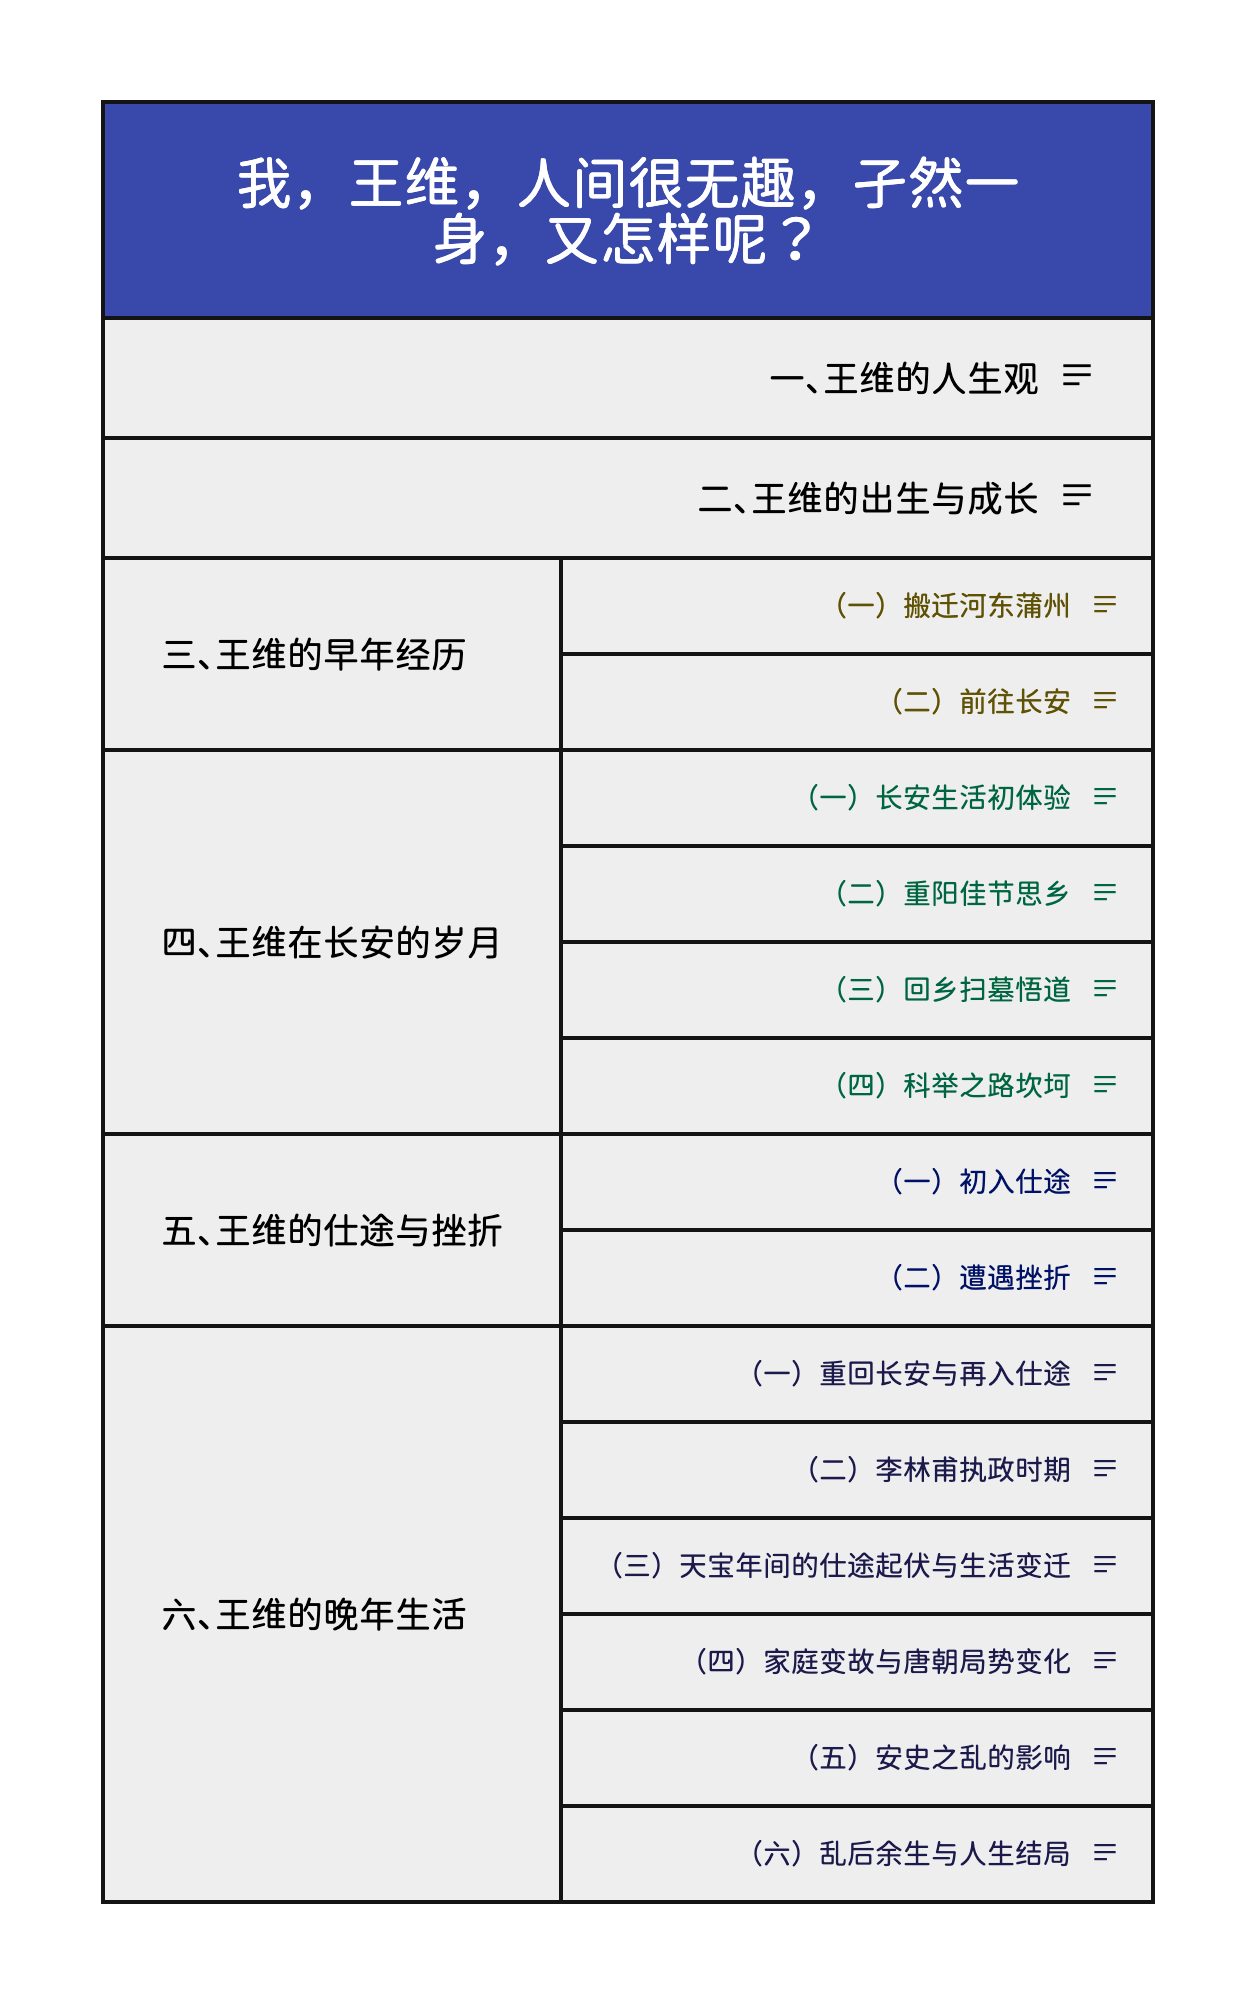 我，王维，人间很无趣，孑然一
身，又怎样呢？
一、王维的人生观
二、王维的出生与成长
三、王维的早年经历
（一）搬迁河东蒲州
（二）前往长安
四、王维在长安的岁月
（一）长安生活初体验
（二）重阳佳节思乡
（三）回乡扫墓悟道
（四）科举之路坎坷
五、王维的仕途与挫折
（一）初入仕途
（二）遭遇挫折
六、王维的晚年生活
（一）重回长安与再入仕途
（二）李林甫执政时期
（三）天宝年间的仕途起伏与生活变迁
（四）家庭变故与唐朝局势变化
（五）安史之乱的影响
（六）乱后余生与人生结局